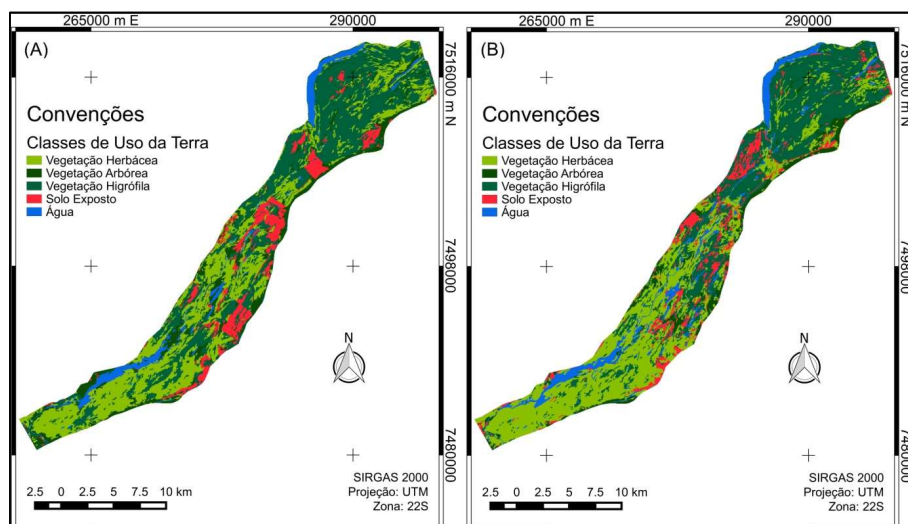 265000 m E 290000
(A)
7516000 m N
Convenções
Classes de Uso da Terra
Vegetação Herbácea
Vegetação Arbórea
Vegetação Higrófila
Solo Exposto
Água
7498000
N
7480000
SIRGAS 2000
Projeção: UTM
Zona: 22S
2.5 0 2.5 5 7.5 10 km
265000 m E 290000
(B)
7516000 m N
Convenções
Classes de Uso da Terra
Vegetação Herbácea
Vegetação Arbórea
Vegetação Higrófila
Solo Exposto
Água
7498000
N
7480000
SIRGAS 2000
Projeção: UTM
Zona: 22S
2.5 0 2.5 5 7.5 10 km